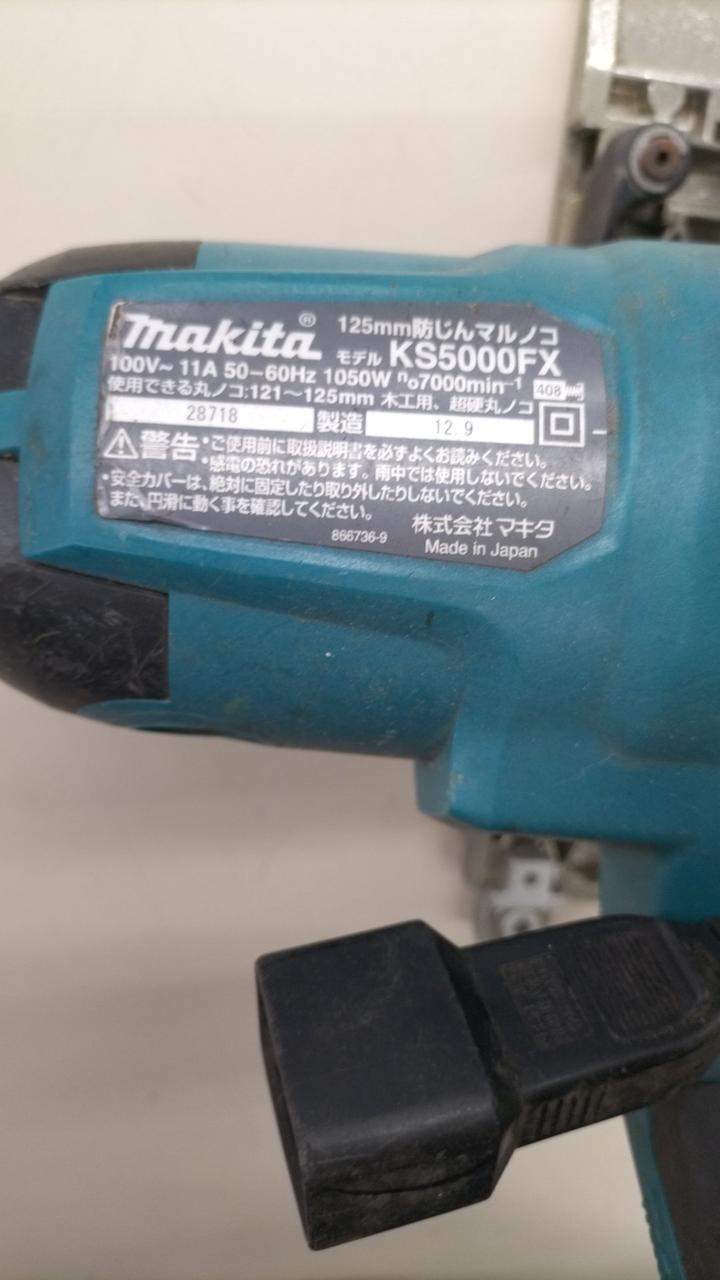 makita® 125mm防じんマルノコ
モデル KS5000FX
100V~ 11A 50-60Hz 1050W n₀7000min⁻¹
使用できる丸ノコ:121～125mm 木工用、超硬丸ノコ 408
28718 製造 12.9
⚠警告 •ご使用前に取扱説明書を必ずよくお読みください。
•感電の恐れがあります。雨中では使用しないでください。
•安全カバーは、絶対に固定したり取り外したりしないでください。
また、円滑に動く事を確認してください。
866736-9 株式会社 マキタ
Made in Japan